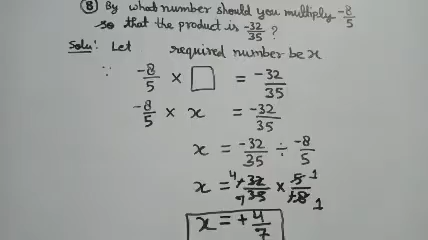 ⑧ By what number should you multiply -8/5
so that the product is -32/35 ?
Solu: Let required number be x
∵ -8/5 × □ = -32/35
-8/5 × x = -32/35
x = -32/35 ÷ -8/5
x = 4 +32/7 35 × 5 1/+8 1
x = + 4/7